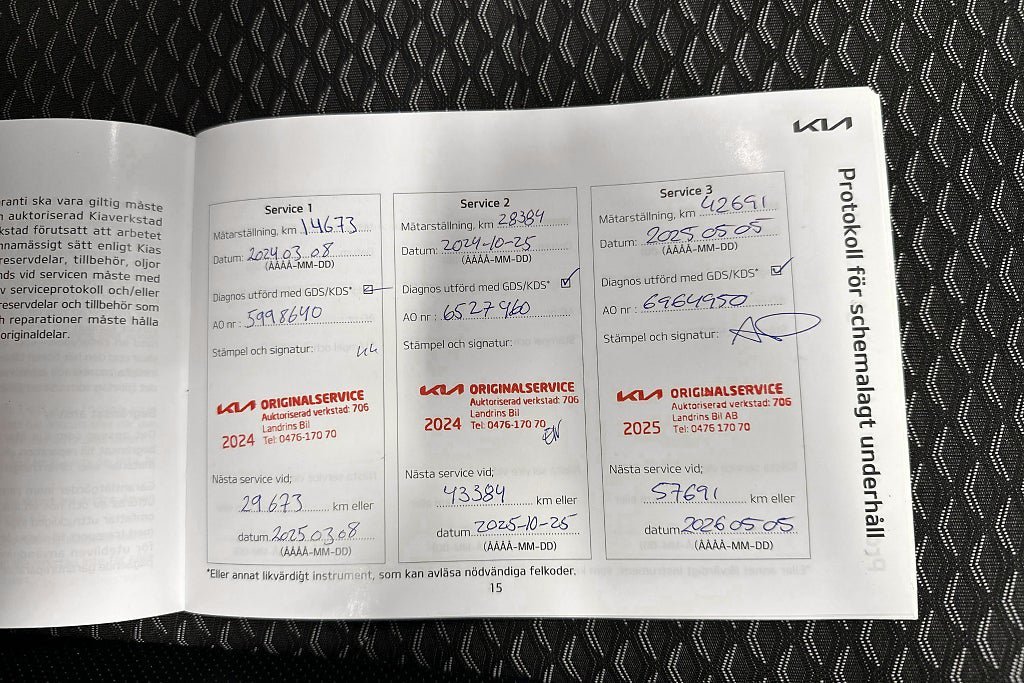 ranti ska vara giltig måste
auktoriserad Kiaverkstad
kstad förutsatt att arbetet
nnamässigt sätt enligt Kias
reservdelar, tillbehör, oljor
nds vid servicen måste med
v serviceprotokoll och/eller
reservdelar och tillbehör som
h reparationer måste hålla
originaldelar.
KIA
Protokoll för schemalagt underhåll
Service 1
Mätarställning, km 14673
Datum: 2024 03 08
(ÅÅÅÅ-MM-DD)
Diagnos utförd med GDS/KDS*
AO nr : 5998640
Stämpel och signatur:
KIA ORIGINALSERVICE
Auktoriserad verkstad: 706
Landrins Bil
2024 Tel: 0476-170 70
Nästa service vid;
29673 km eller
datum 2025 03 08
(ÅÅÅÅ-MM-DD)
Service 2
Mätarställning, km 28384
Datum: 2024-10-25
(ÅÅÅÅ-MM-DD)
Diagnos utförd med GDS/KDS*
AO nr : 6527460
Stämpel och signatur:
KIA ORIGINALSERVICE
Auktoriserad verkstad: 706
Landrins Bil
2024 Tel: 0476-170 70
Nästa service vid;
43384 km eller
datum 2025-10-25
(ÅÅÅÅ-MM-DD)
Service 3
Mätarställning, km 42691
Datum: 2025 05 05
(ÅÅÅÅ-MM-DD)
Diagnos utförd med GDS/KDS*
AO nr : 6964950
Stämpel och signatur:
KIA ORIGINALSERVICE
Auktoriserad verkstad: 706
Landrins Bil AB
2025 Tel: 0476 170 70
Nästa service vid;
57691 km eller
datum 2026 05 05
(ÅÅÅÅ-MM-DD)
*Eller annat likvärdigt instrument, som kan avläsa nödvändiga felkoder.
15